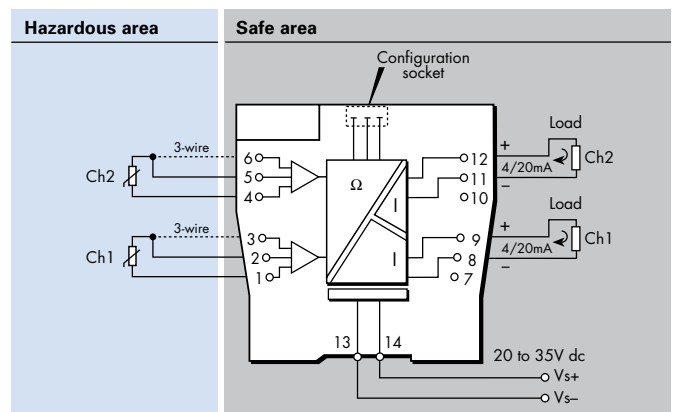 Hazardous area
Safe area
Configuration
socket
Load
3-wire
6
5
4
Ch2
Ω
12
11
10
+
4/20mA
–
Ch2
Load
3-wire
3
2
1
Ch1
I
I
9
8
7
+
4/20mA
–
Ch1
13
14
20 to 35V dc
Vs+
Vs–